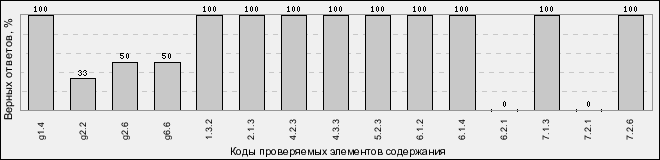 100 33 50 50 100 100 100 100 100 100 100 0 100 0 100
Верных ответов, %
g1.4 g2.2 g2.6 g6.6 1.3.2 2.1.3 4.2.3 4.3.3 5.2.3 6.1.2 6.1.4 6.2.1 7.1.3 7.2.1 7.2.6
Коды проверяемых элементов содержания